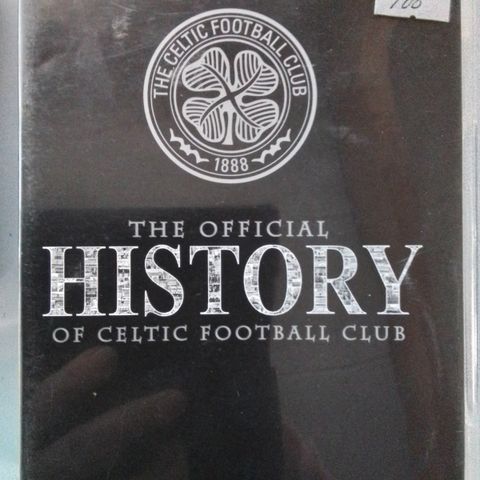 THE CELTIC FOOTBALL CLUB
1888
THE OFFICIAL
HISTORY
OF CELTIC FOOTBALL CLUB